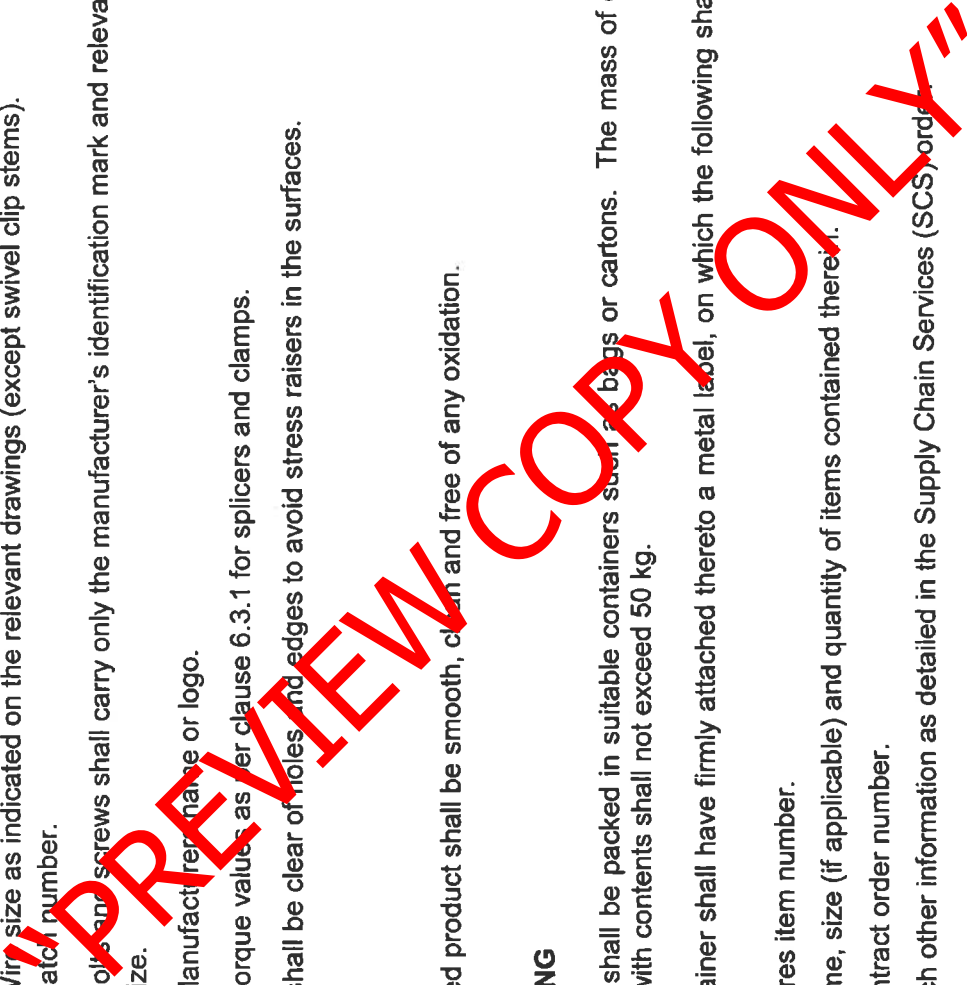 Wire size as indicated on the relevant drawings (except swivel clip stems).
atch number.
olts and screws shall carry only the manufacturer's identification mark and releva
ize.
lanufacturers name or logo.
orque values as per clause 6.3.1 for splicers and clamps.
hall be clear of holes and edges to avoid stress raisers in the surfaces.
ed product shall be smooth, clean and free of any oxidation.
NG
shall be packed in suitable containers such as bags or cartons. The mass of
with contents shall not exceed 50 kg.
ainer shall have firmly attached thereto a metal label, on which the following sha
res item number.
me, size (if applicable) and quantity of items contained therein.
ntract order number.
ch other information as detailed in the Supply Chain Services (SCS) order.
"PREVIEW COPY ONLY"